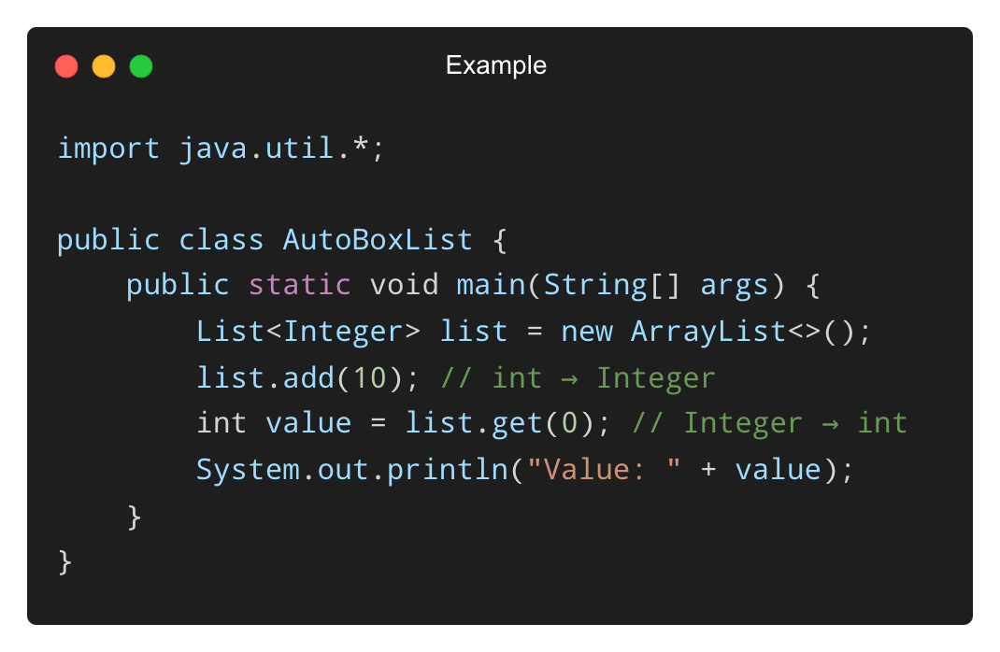 Example
import java.util.*;
public class AutoBoxList {
    public static void main(String[] args) {
        List<Integer> list = new ArrayList<>();
        list.add(10); // int → Integer
        int value = list.get(0); // Integer → int
        System.out.println("Value: " + value);
    }
}